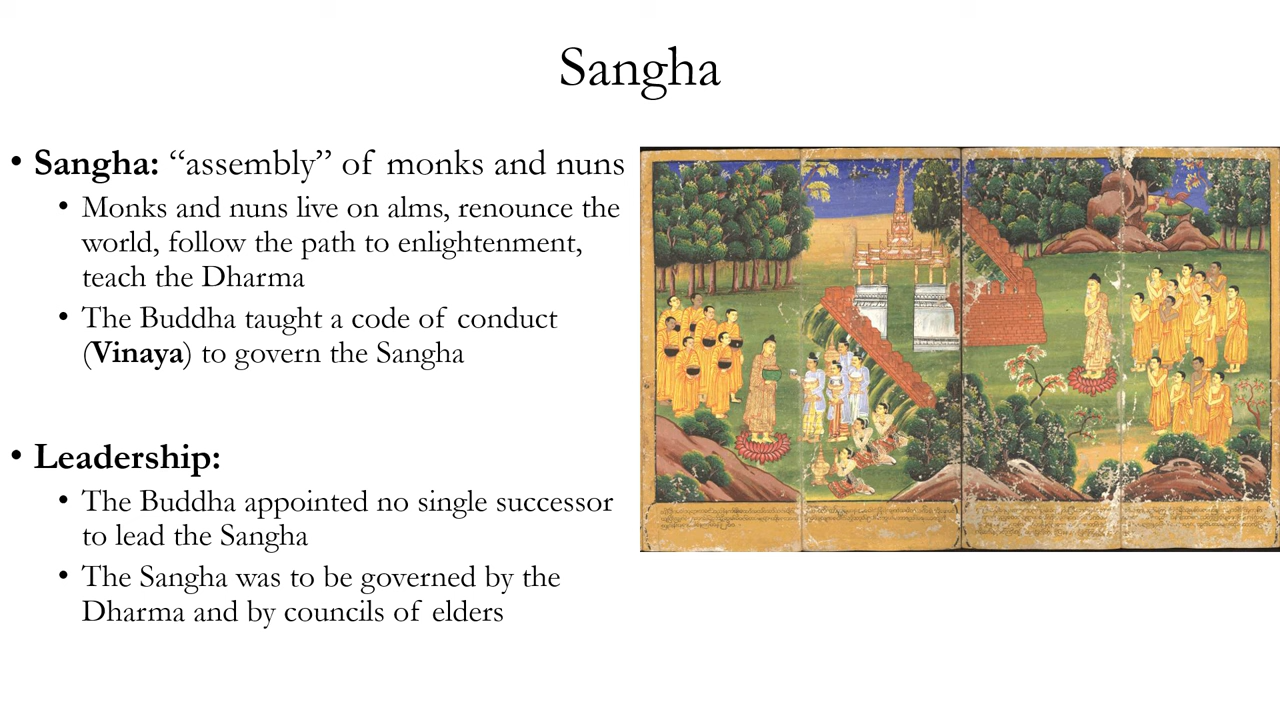 Sangha
• Sangha: “assembly” of monks and nuns
• Monks and nuns live on alms, renounce the
world, follow the path to enlightenment,
teach the Dharma
• The Buddha taught a code of conduct
(Vinaya) to govern the Sangha
• Leadership:
• The Buddha appointed no single successor
to lead the Sangha
• The Sangha was to be governed by the
Dharma and by councils of elders